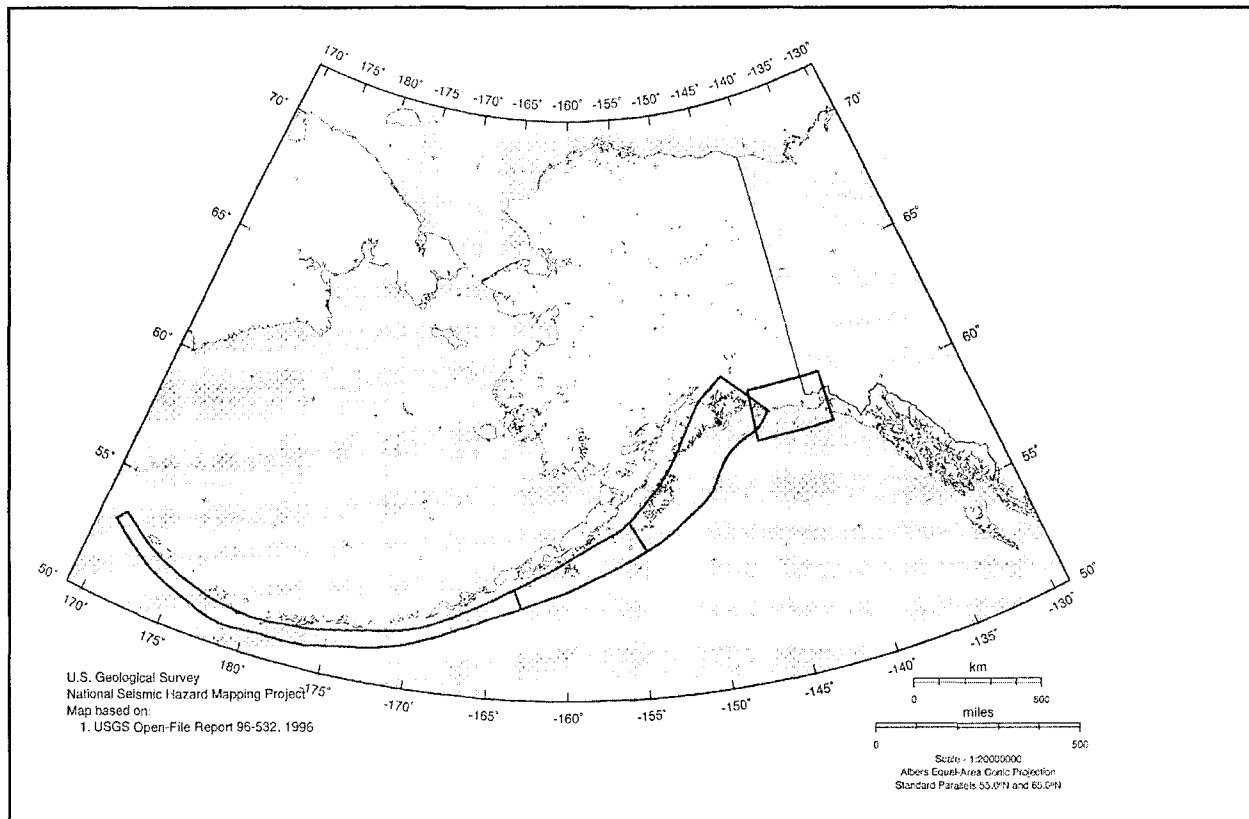 170° 175° 180° -175 -170° -165° -160° -155° -150° -145° -140° -135° -130°
70° 70°
65° 65°
60° 60°
55° 55°
50° 50°
170° 175° 180° -175° -170° -165° -160° -155° -150° -145° -140° -135° -130°
U.S. Geological Survey
National Seismic Hazard Mapping Project
Map based on:
1. USGS Open-File Report 96-532, 1996
km
0 500
miles
0 500
Scale - 1:20000000
Albers Equal-Area Conic Projection
Standard Parallels 55.0°N and 65.0°N